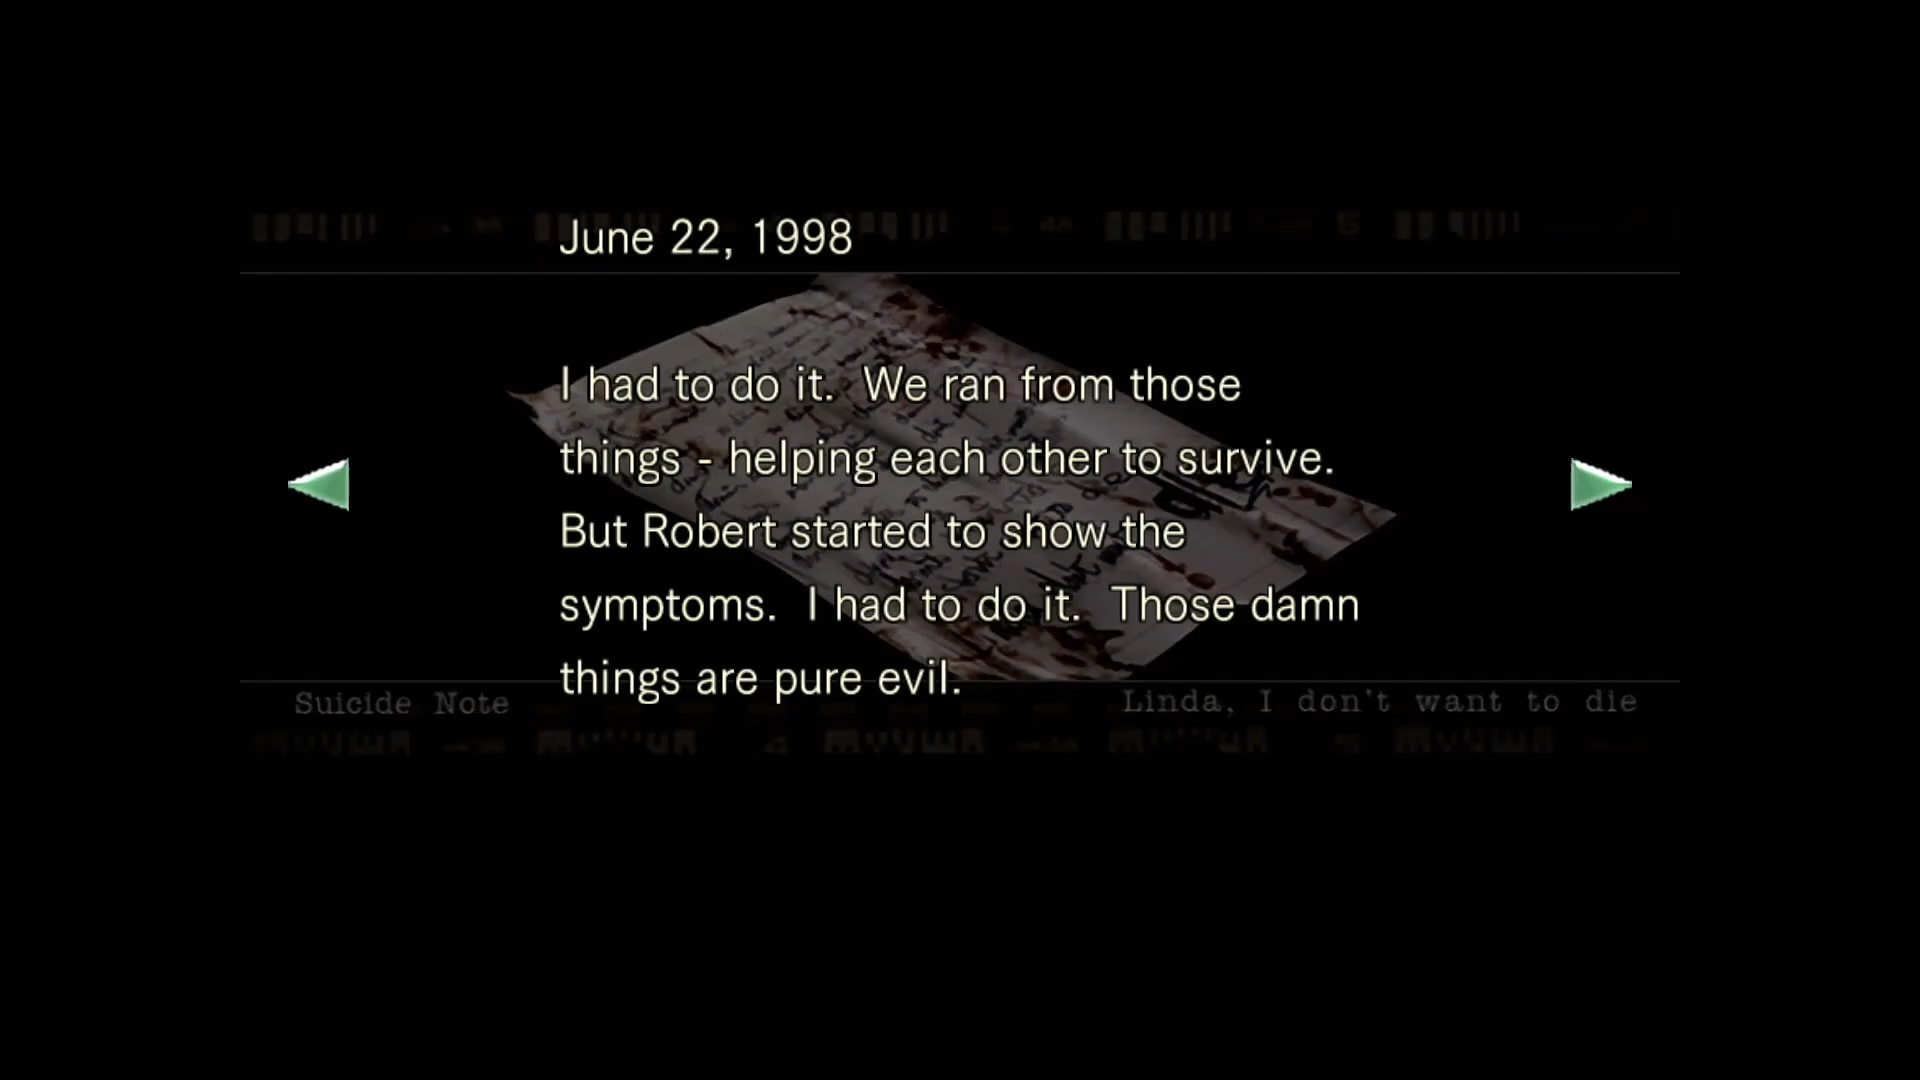 June 22, 1998
I had to do it.  We ran from those
things - helping each other to survive.
But Robert started to show the
symptoms.  I had to do it.  Those damn
things are pure evil.
Suicide Note
Linda, I don't want to die